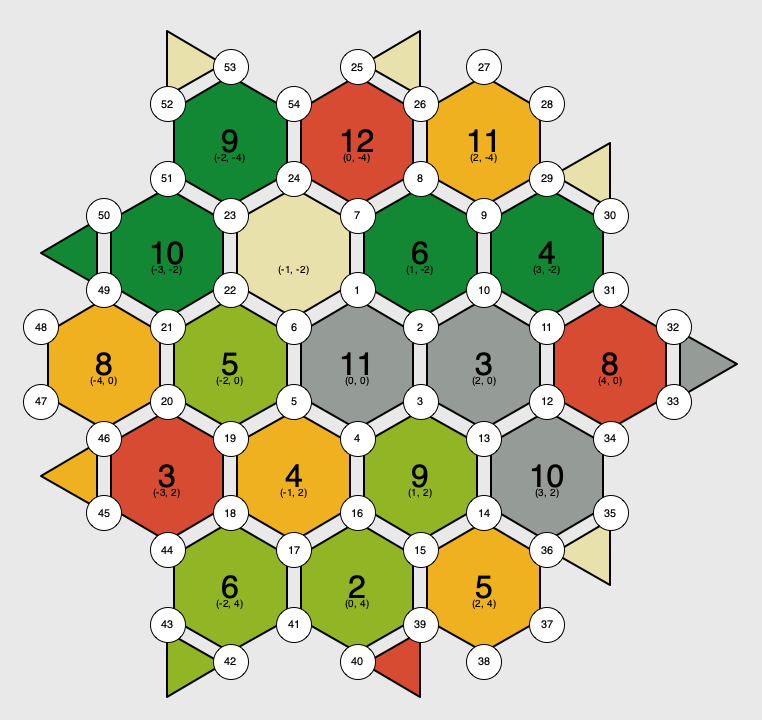 53 25 27
52 54 26 28
9 12 11
(-2, -4) (0, -4) (2, -4)
51 24 8 29
50 23 7 9 30
10 6 4
(-3, -2) (-1, -2) (1, -2) (3, -2)
49 22 1 10 31
48 21 6 2 11 32
8 5 11 3 8
(-4, 0) (-2, 0) (0, 0) (2, 0) (4, 0)
47 20 5 3 12 33
46 19 4 13 34
3 4 9 10
(-3, 2) (-1, 2) (1, 2) (3, 2)
45 18 16 14 35
44 17 15 36
6 2 5
(-2, 4) (0, 4) (2, 4)
43 41 39 37
42 40 38